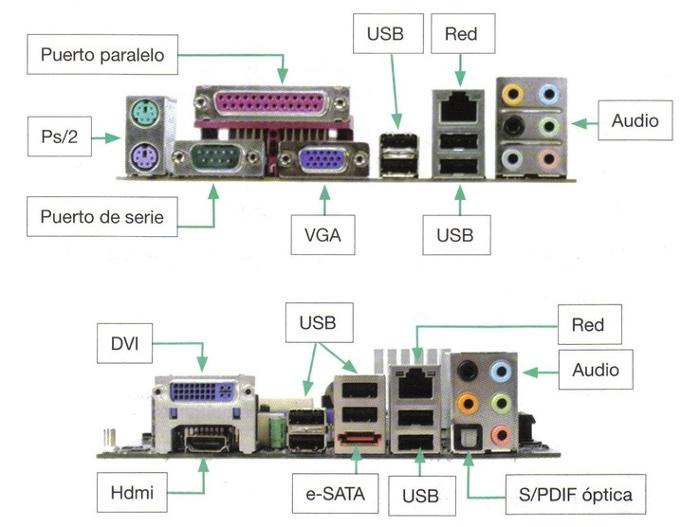 USB
Red
Puerto paralelo
Ps/2
Audio
Puerto de serie
VGA
USB
USB
Red
DVI
Audio
Hdmi
e-SATA
USB
S/PDIF óptica